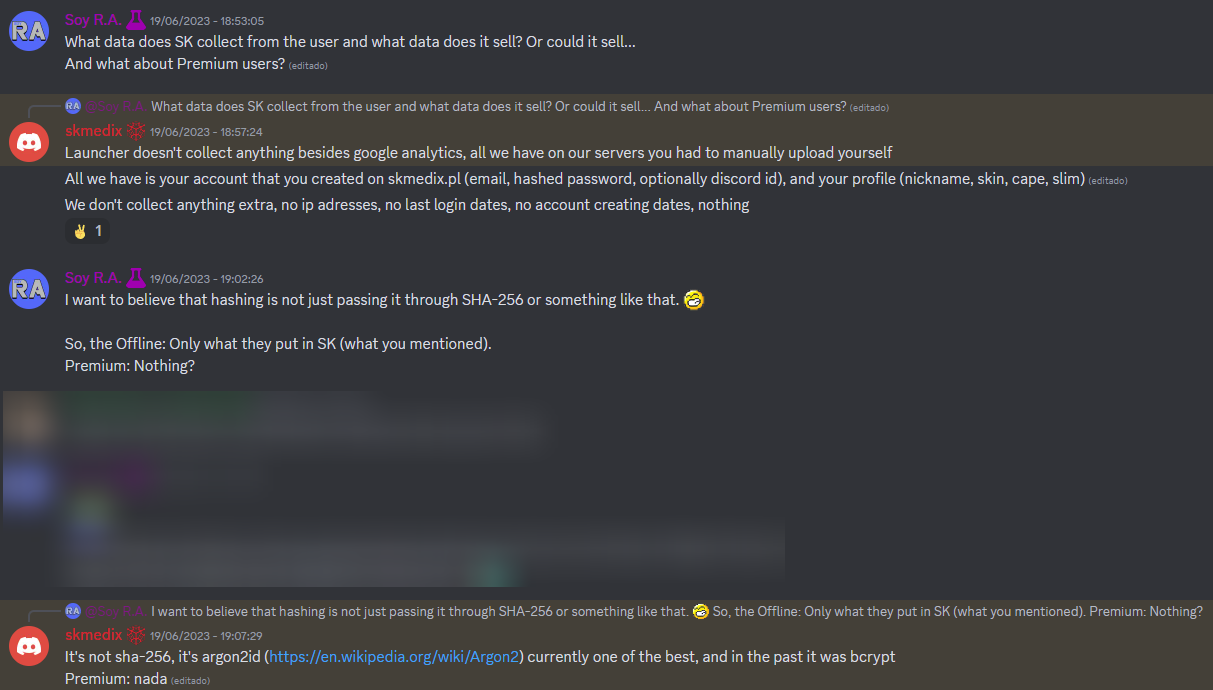 RA
Soy R.A. 19/06/2023 - 18:53:05
What data does SK collect from the user and what data does it sell? Or could it sell...
And what about Premium users? (editado)
RA @Soy R.A. What data does SK collect from the user and what data does it sell? Or could it sell... And what about Premium users? (editado)
skmedix 19/06/2023 - 18:57:24
Launcher doesn't collect anything besides google analytics, all we have on our servers you had to manually upload yourself
All we have is your account that you created on skmedix.pl (email, hashed password, optionally discord id), and your profile (nickname, skin, cape, slim) (editado)
We don't collect anything extra, no ip adresses, no last login dates, no account creating dates, nothing
1
RA
Soy R.A. 19/06/2023 - 19:02:26
I want to believe that hashing is not just passing it through SHA-256 or something like that.
So, the Offline: Only what they put in SK (what you mentioned).
Premium: Nothing?
RA @Soy R.A. I want to believe that hashing is not just passing it through SHA-256 or something like that. So, the Offline: Only what they put in SK (what you mentioned). Premium: Nothing?
skmedix 19/06/2023 - 19:07:29
It's not sha-256, it's argon2id (https://en.wikipedia.org/wiki/Argon2) currently one of the best, and in the past it was bcrypt
Premium: nada (editado)